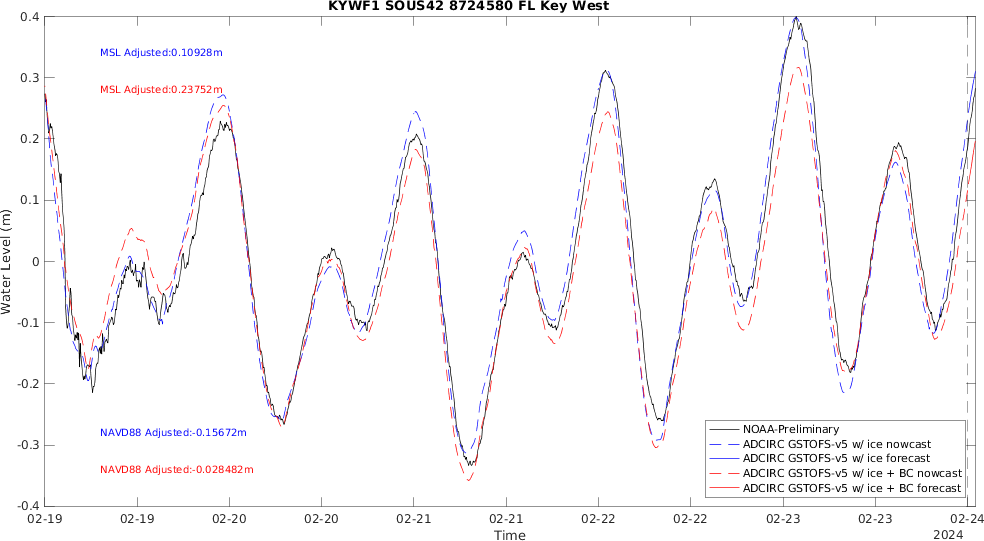 KYWF1 SOUS42 8724580 FL Key West
0.4
0.3
0.2
0.1
0
-0.1
-0.2
-0.3
-0.4
Water Level (m)
MSL Adjusted:0.10928m
MSL Adjusted:0.23752m
NAVD88 Adjusted:-0.15672m
NAVD88 Adjusted:-0.028482m
NOAA-Preliminary
ADCIRC GSTOFS-v5 w/ ice nowcast
ADCIRC GSTOFS-v5 w/ ice forecast
ADCIRC GSTOFS-v5 w/ ice + BC nowcast
ADCIRC GSTOFS-v5 w/ ice + BC forecast
02-19 02-19 02-20 02-20 02-21 02-21 02-22 02-22 02-23 02-23 02-24
Time
2024